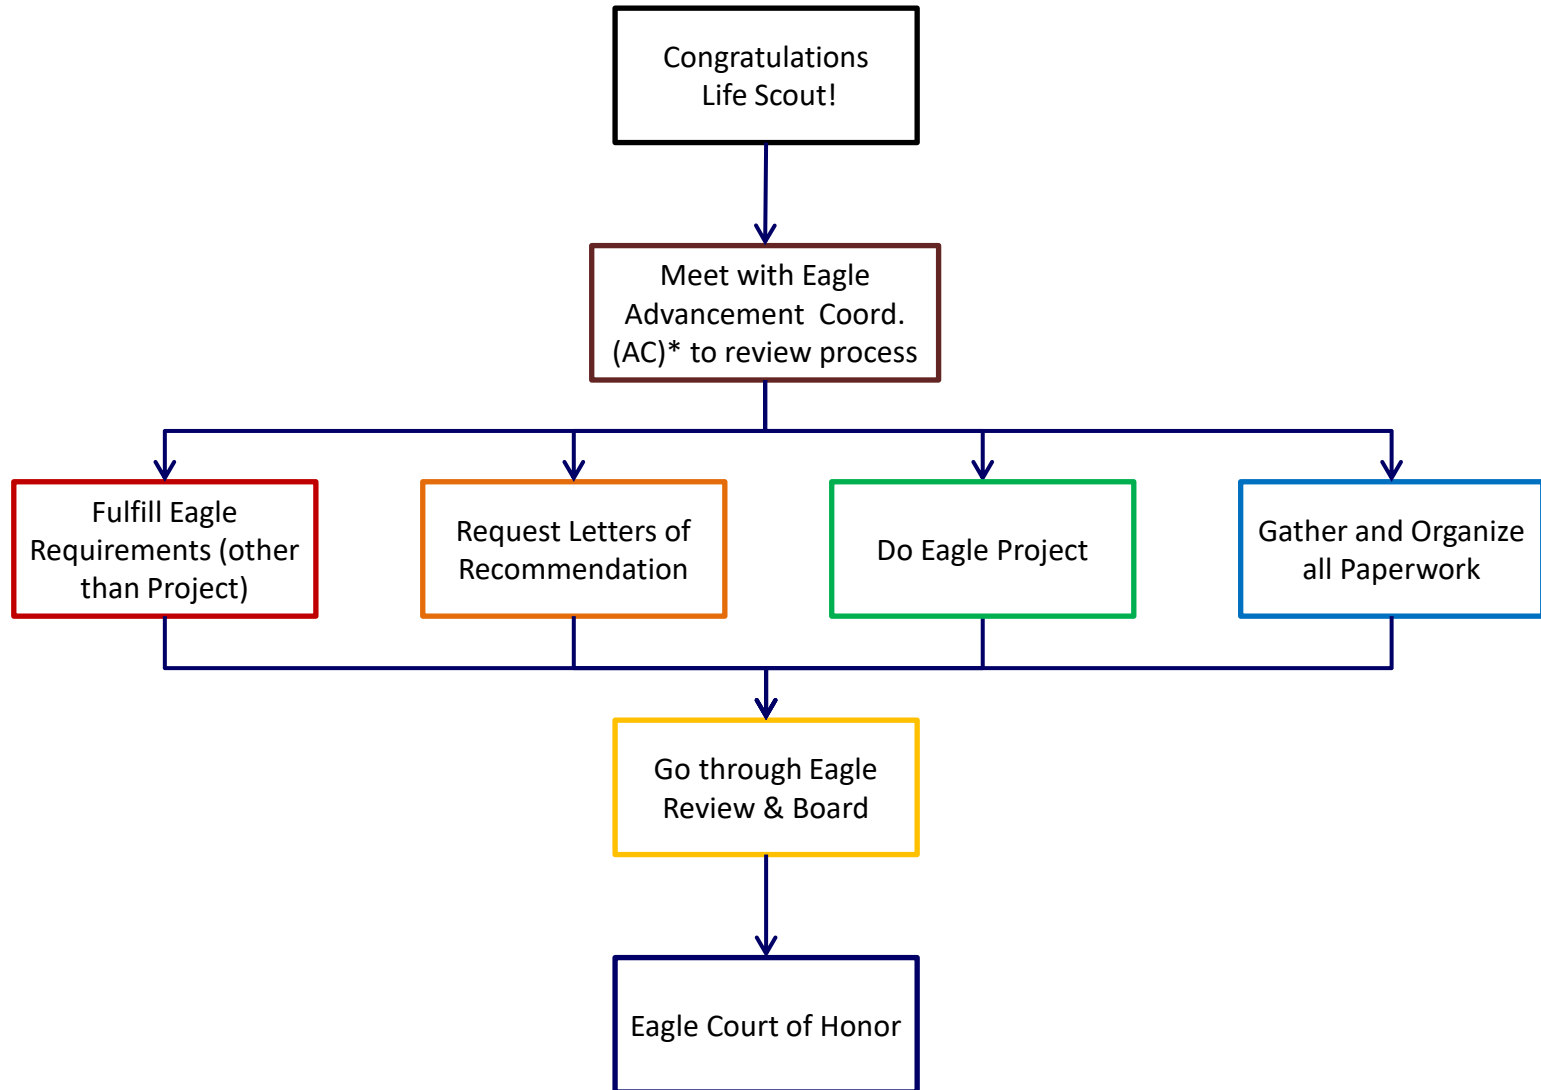 Congratulations
Life Scout!
Meet with Eagle
Advancement  Coord.
(AC)* to review process
Fulfill Eagle
Requirements (other
than Project)
Request Letters of
Recommendation
Do Eagle Project
Gather and Organize
all Paperwork
Go through Eagle
Review & Board
Eagle Court of Honor